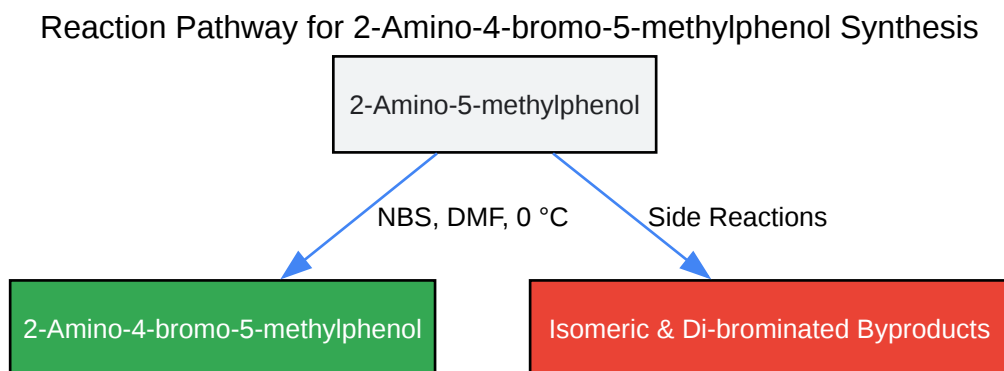 Reaction Pathway for 2-Amino-4-bromo-5-methylphenol Synthesis
2-Amino-5-methylphenol
NBS, DMF, 0 °C
Side Reactions
2-Amino-4-bromo-5-methylphenol
Isomeric & Di-brominated Byproducts